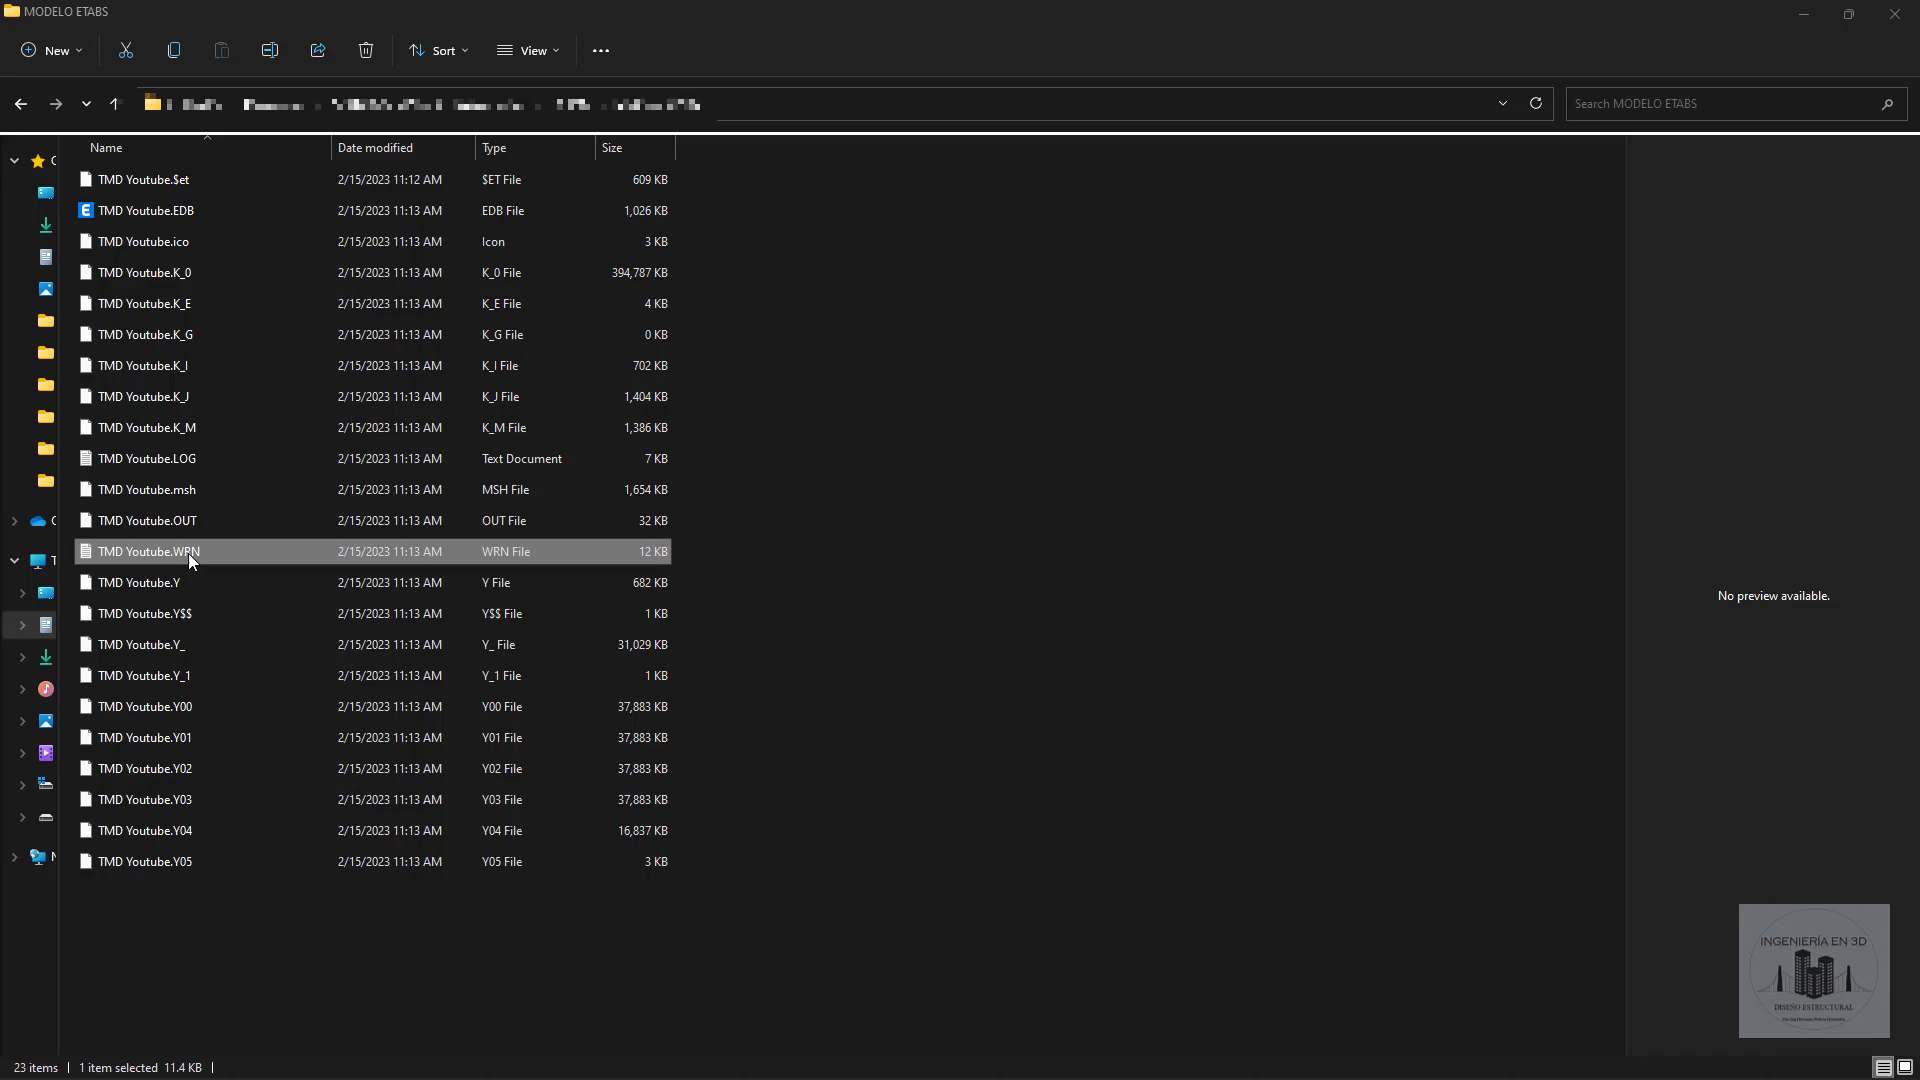 MODELO ETABS
New Sort View
Search MODELO ETABS
Name Date modified Type Size
TMD Youtube.$et 2/15/2023 11:12 AM $ET File 609 KB
TMD Youtube.EDB 2/15/2023 11:13 AM EDB File 1,026 KB
TMD Youtube.ico 2/15/2023 11:13 AM Icon 3 KB
TMD Youtube.K_0 2/15/2023 11:13 AM K_0 File 394,787 KB
TMD Youtube.K_E 2/15/2023 11:13 AM K_E File 4 KB
TMD Youtube.K_G 2/15/2023 11:13 AM K_G File 0 KB
TMD Youtube.K_I 2/15/2023 11:13 AM K_I File 702 KB
TMD Youtube.K_J 2/15/2023 11:13 AM K_J File 1,404 KB
TMD Youtube.K_M 2/15/2023 11:13 AM K_M File 1,386 KB
TMD Youtube.LOG 2/15/2023 11:13 AM Text Document 7 KB
TMD Youtube.msh 2/15/2023 11:13 AM MSH File 1,654 KB
TMD Youtube.OUT 2/15/2023 11:13 AM OUT File 32 KB
TMD Youtube.WRN 2/15/2023 11:13 AM WRN File 12 KB
TMD Youtube.Y 2/15/2023 11:13 AM Y File 682 KB
TMD Youtube.Y$$ 2/15/2023 11:13 AM Y$$ File 1 KB
TMD Youtube.Y_ 2/15/2023 11:13 AM Y_ File 31,029 KB
TMD Youtube.Y_1 2/15/2023 11:13 AM Y_1 File 1 KB
TMD Youtube.Y00 2/15/2023 11:13 AM Y00 File 37,883 KB
TMD Youtube.Y01 2/15/2023 11:13 AM Y01 File 37,883 KB
TMD Youtube.Y02 2/15/2023 11:13 AM Y02 File 37,883 KB
TMD Youtube.Y03 2/15/2023 11:13 AM Y03 File 37,883 KB
TMD Youtube.Y04 2/15/2023 11:13 AM Y04 File 16,837 KB
TMD Youtube.Y05 2/15/2023 11:13 AM Y05 File 3 KB
No preview available.
INGENIERÍA EN 3D
DISEÑO ESTRUCTURAL
23 items 1 item selected 11.4 KB